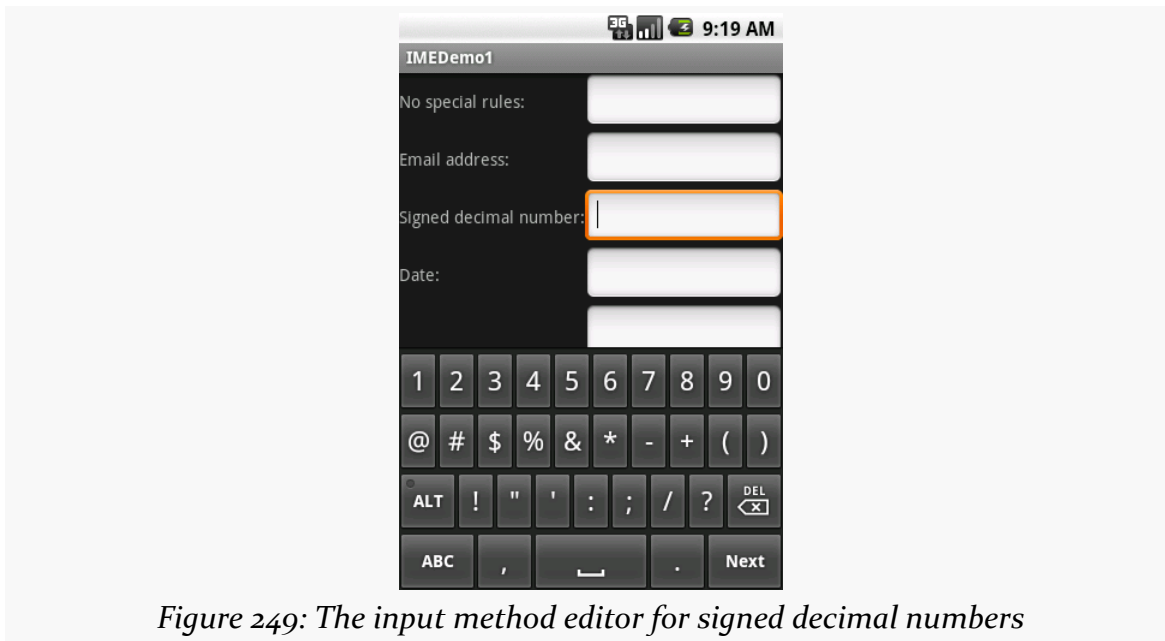 3G 9:19 AM
IMEDemo1
No special rules:
Email address:
Signed decimal number:
Date:
1 2 3 4 5 6 7 8 9 0
@ # $ % & * - + ( )
ALT ! " ' : ; / ? DEL
ABC , . Next
Figure 249: The input method editor for signed decimal numbers